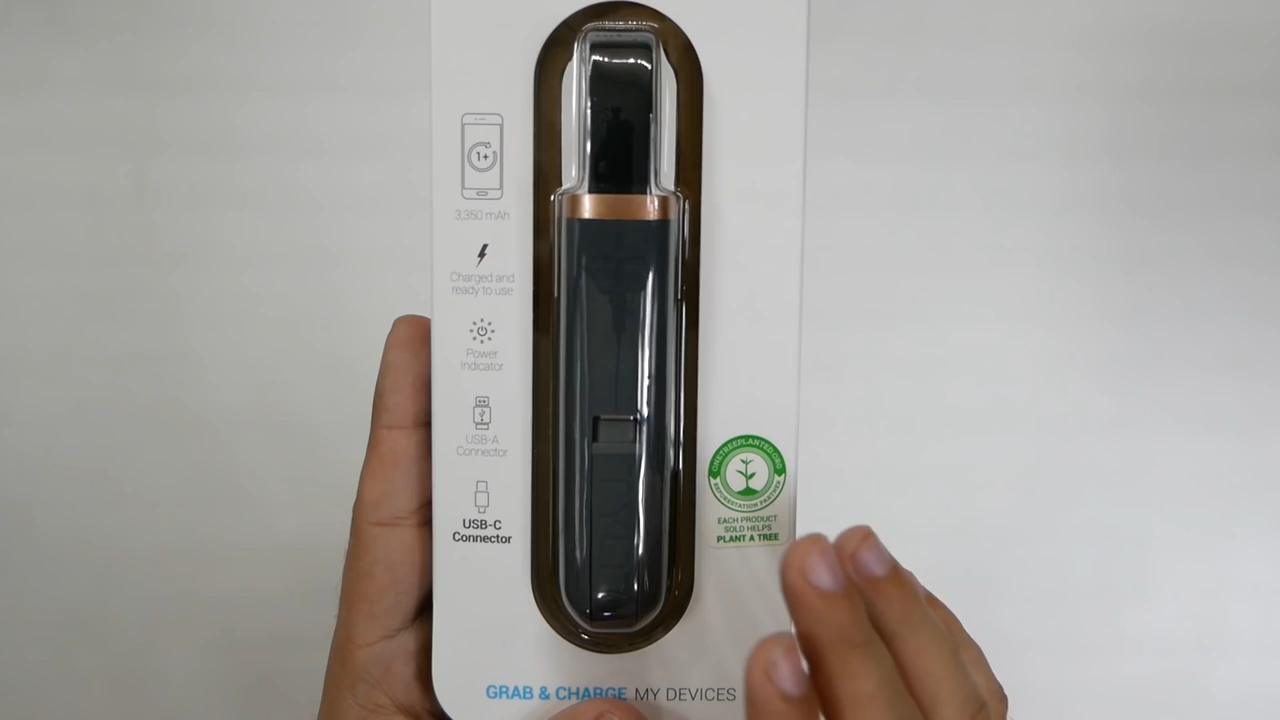 1+
3,350 mAh
Charged and
ready to use
Power
Indicator
USB-A
Connector
USB-C
Connector
ONETREEPLANTED.ORG
REFORESTATION PARTNER
EACH PRODUCT
SOLD HELPS
PLANT A TREE
GRAB & CHARGE MY DEVICES